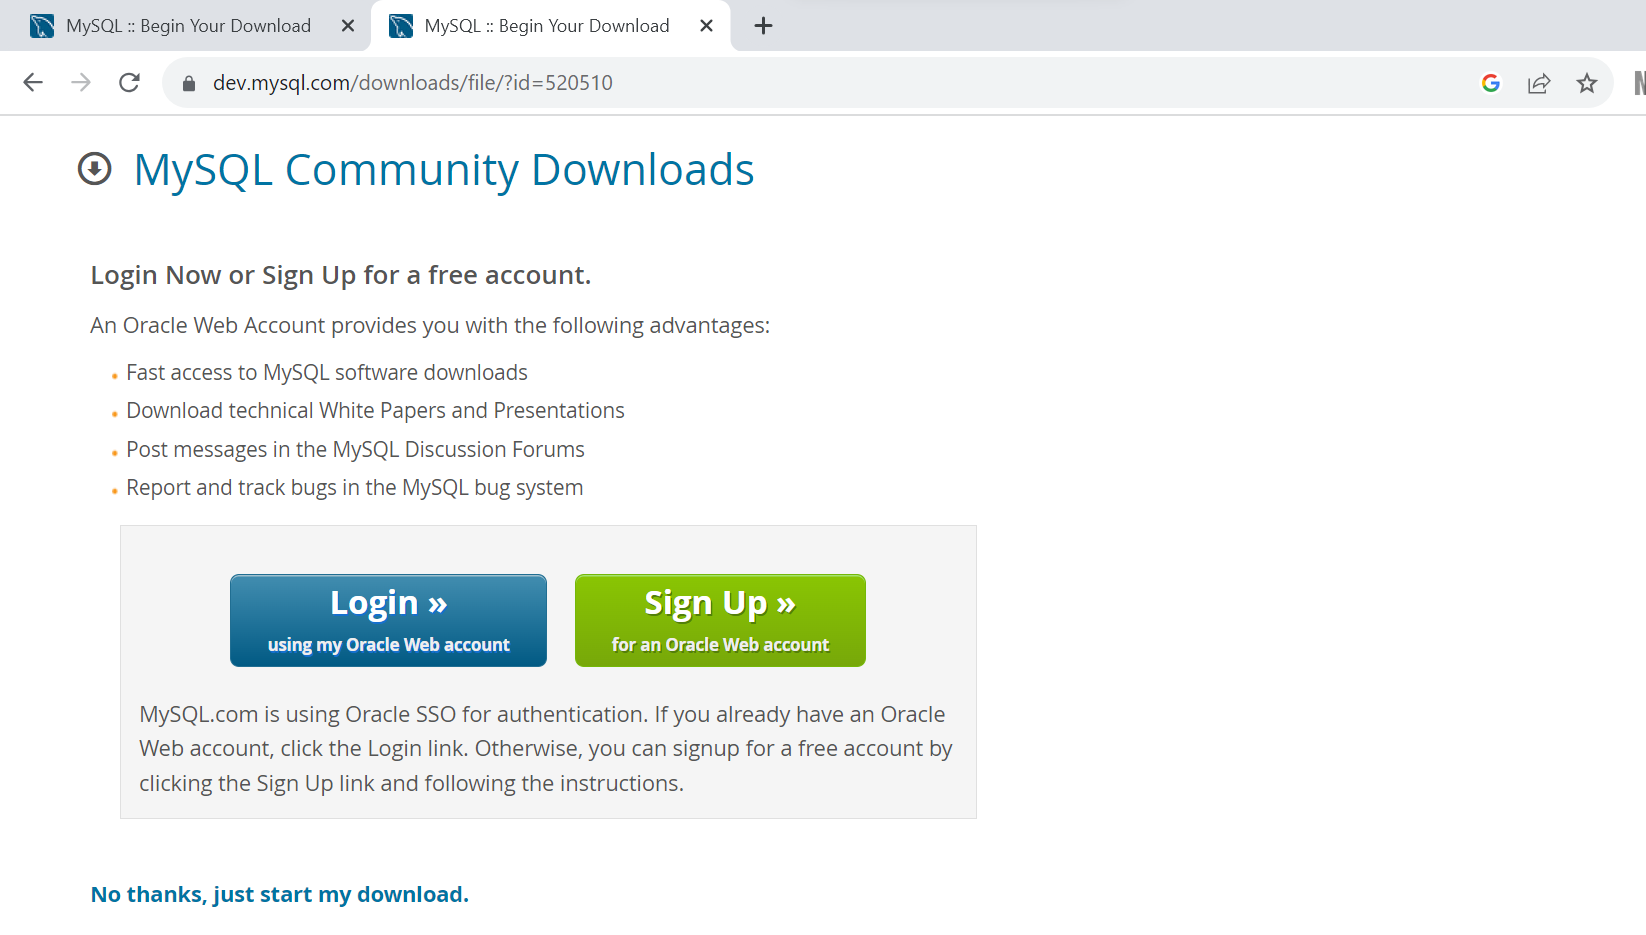 MySQL :: Begin Your Download
MySQL :: Begin Your Download
dev.mysql.com/downloads/file/?id=520510
MySQL Community Downloads
Login Now or Sign Up for a free account.
An Oracle Web Account provides you with the following advantages:
Fast access to MySQL software downloads
Download technical White Papers and Presentations
Post messages in the MySQL Discussion Forums
Report and track bugs in the MySQL bug system
Login »
using my Oracle Web account
Sign Up »
for an Oracle Web account
MySQL.com is using Oracle SSO for authentication. If you already have an Oracle
Web account, click the Login link. Otherwise, you can signup for a free account by
clicking the Sign Up link and following the instructions.
No thanks, just start my download.